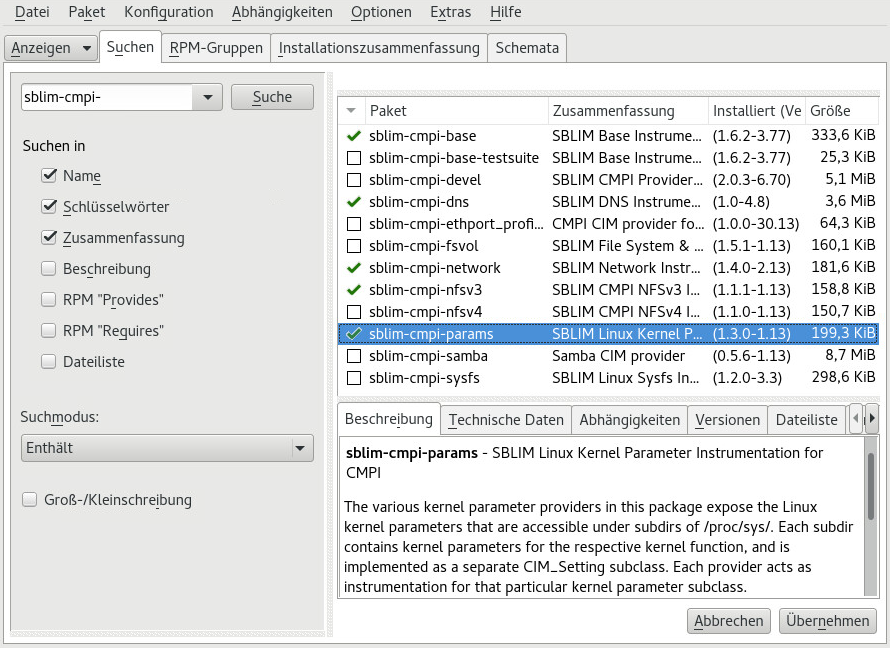 Datei Paket Konfiguration Abhängigkeiten Optionen Extras Hilfe
Anzeigen Suchen RPM-Gruppen Installationszusammenfassung Schemata
sblim-cmpi- Suche
Suchen in
Name
Schlüsselwörter
Zusammenfassung
Beschreibung
RPM "Provides"
RPM "Requires"
Dateiliste
Suchmodus:
Enthält
Groß-/Kleinschreibung
Paket Zusammenfassung Installiert (Ve Größe
sblim-cmpi-base SBLIM Base Instrume... (1.6.2-3.77) 333,6 KiB
sblim-cmpi-base-testsuite SBLIM Base Instrume... (1.6.2-3.77) 25,3 KiB
sblim-cmpi-devel SBLIM CMPI Provider... (2.0.3-6.70) 5,1 MiB
sblim-cmpi-dns SBLIM DNS Instrume... (1.0-4.8) 3,6 MiB
sblim-cmpi-ethport_profi... CMPI CIM provider fo... (1.0.0-30.13) 64,3 KiB
sblim-cmpi-fsvol SBLIM File System & ... (1.5.1-1.13) 160,1 KiB
sblim-cmpi-network SBLIM Network Instr... (1.4.0-2.13) 181,6 KiB
sblim-cmpi-nfsv3 SBLIM CMPI NFSv3 I... (1.1.1-1.13) 158,8 KiB
sblim-cmpi-nfsv4 SBLIM CMPI NFSv4 I... (1.1.0-1.13) 150,7 KiB
sblim-cmpi-params SBLIM Linux Kernel P... (1.3.0-1.13) 199,3 KiB
sblim-cmpi-samba Samba CIM provider (0.5.6-1.13) 8,7 MiB
sblim-cmpi-sysfs SBLIM Linux Sysfs In... (1.2.0-3.3) 298,6 KiB
Beschreibung Technische Daten Abhängigkeiten Versionen Dateiliste
sblim-cmpi-params - SBLIM Linux Kernel Parameter Instrumentation for
CMPI
The various kernel parameter providers in this package expose the Linux
kernel parameters that are accessible under subdirs of /proc/sys/. Each subdir
contains kernel parameters for the respective kernel function, and is
implemented as a separate CIM_Setting subclass. Each provider acts as
instrumentation for that particular kernel parameter subclass.
Abbrechen Übernehmen